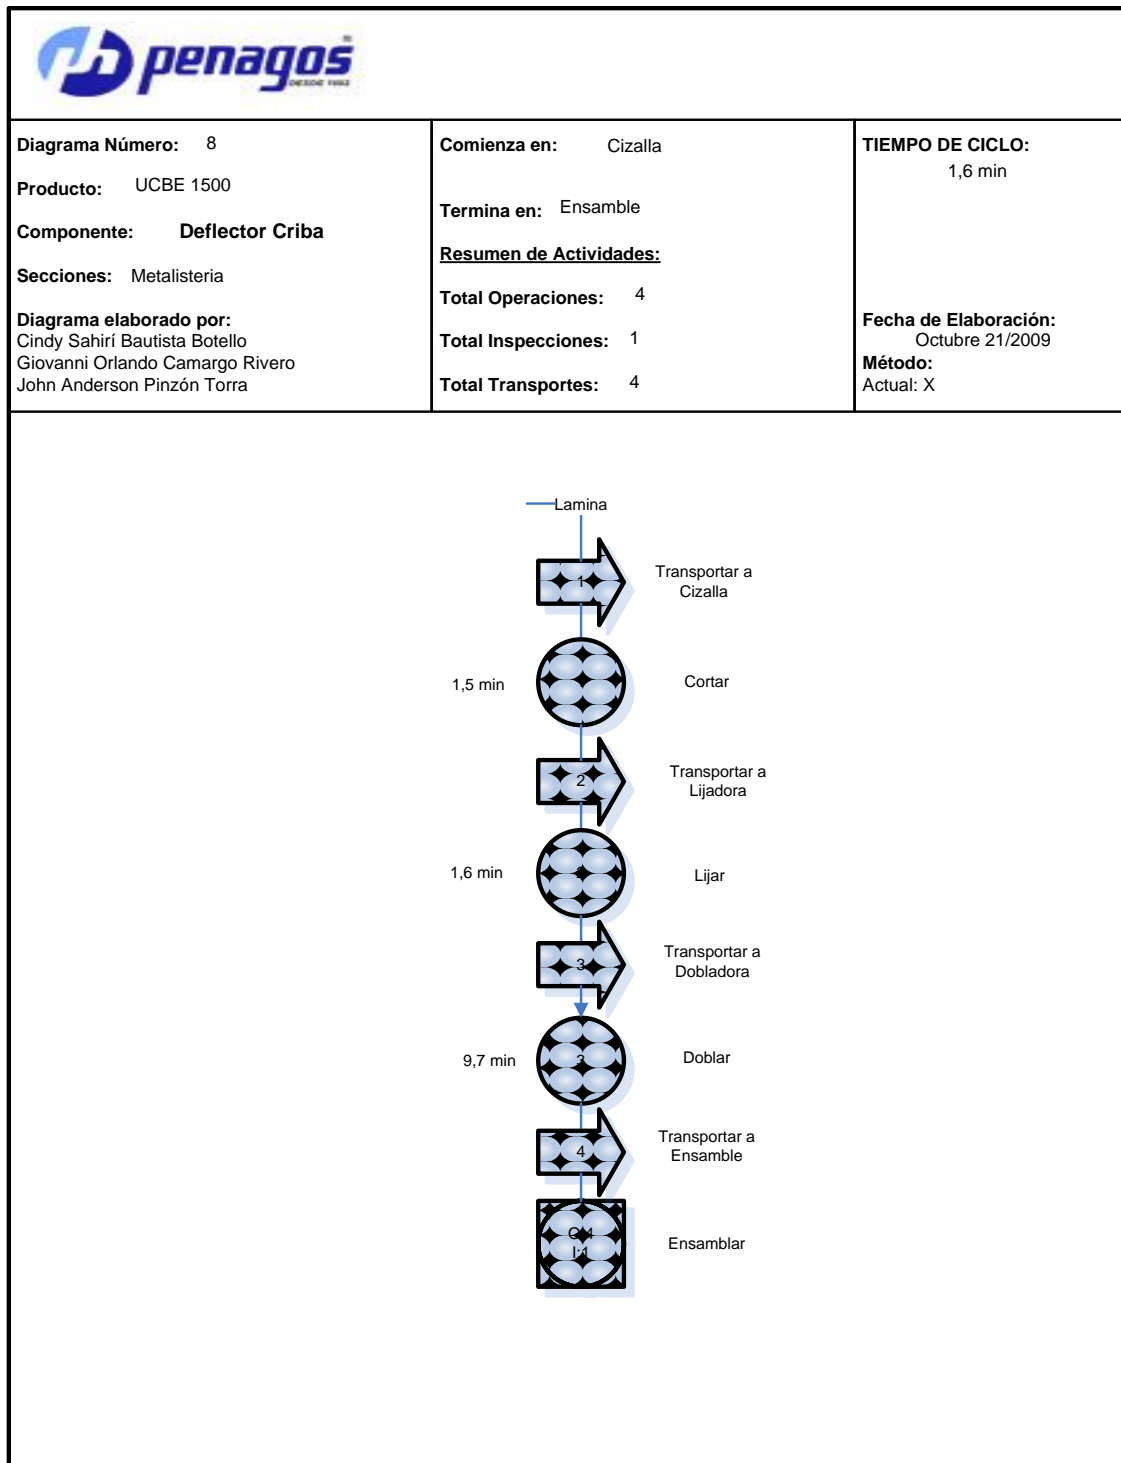 penagos
DESDE 1892
Diagrama Número: 8
Producto: UCBE 1500
Componente: Deflector Criba
Secciones: Metalisteria
Diagrama elaborado por:
Cindy Sahirí Bautista Botello
Giovanni Orlando Camargo Rivero
John Anderson Pinzón Torra
Comienza en: Cizalla
Termina en: Ensamble
Resumen de Actividades:
Total Operaciones: 4
Total Inspecciones: 1
Total Transportes: 4
TIEMPO DE CICLO:
1,6 min
Fecha de Elaboración:
Octubre 21/2009
Método:
Actual: X
Lamina
1
Transportar a
Cizalla
1,5 min
Cortar
2
Transportar a
Lijadora
1,6 min
Lijar
3
Transportar a
Dobladora
9,7 min
3
Doblar
4
Transportar a
Ensamble
O:4
I:1
Ensamblar